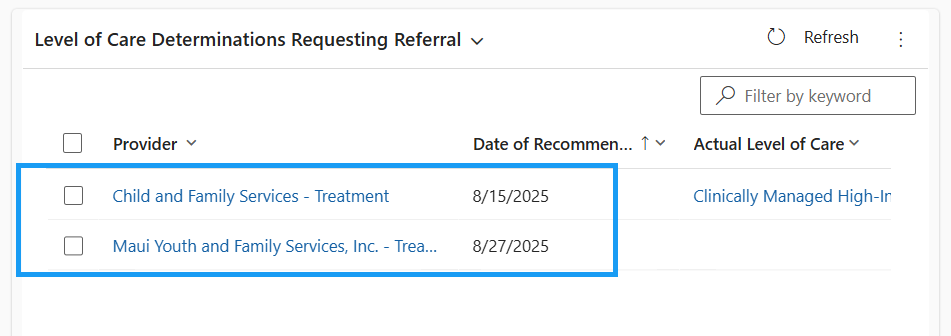 Level of Care Determinations Requesting Referral
Refresh
Filter by keyword
Provider Date of Recommen... Actual Level of Care
Child and Family Services - Treatment 8/15/2025 Clinically Managed High-In
Maui Youth and Family Services, Inc. - Trea... 8/27/2025